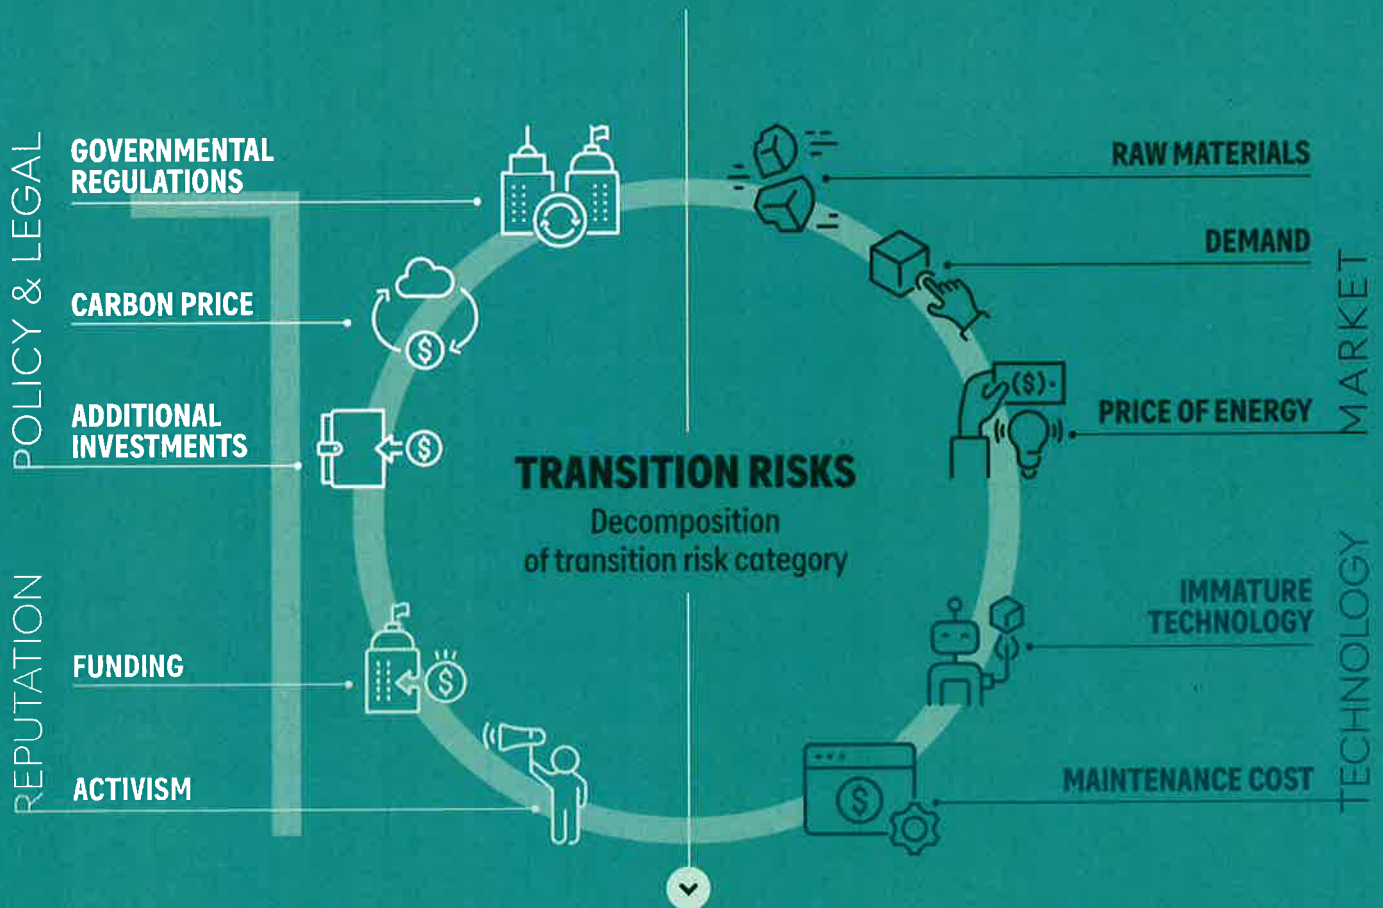 POLICY & LEGAL
GOVERNMENTAL
REGULATIONS
CARBON PRICE
$
ADDITIONAL
INVESTMENTS
$
REPUTATION
FUNDING
$
ACTIVISM
TRANSITION RISKS
Decomposition
of transition risk category
MARKET
RAW MATERIALS
DEMAND
PRICE OF ENERGY
($)
TECHNOLOGY
IMMATURE
TECHNOLOGY
MAINTENANCE COST
$